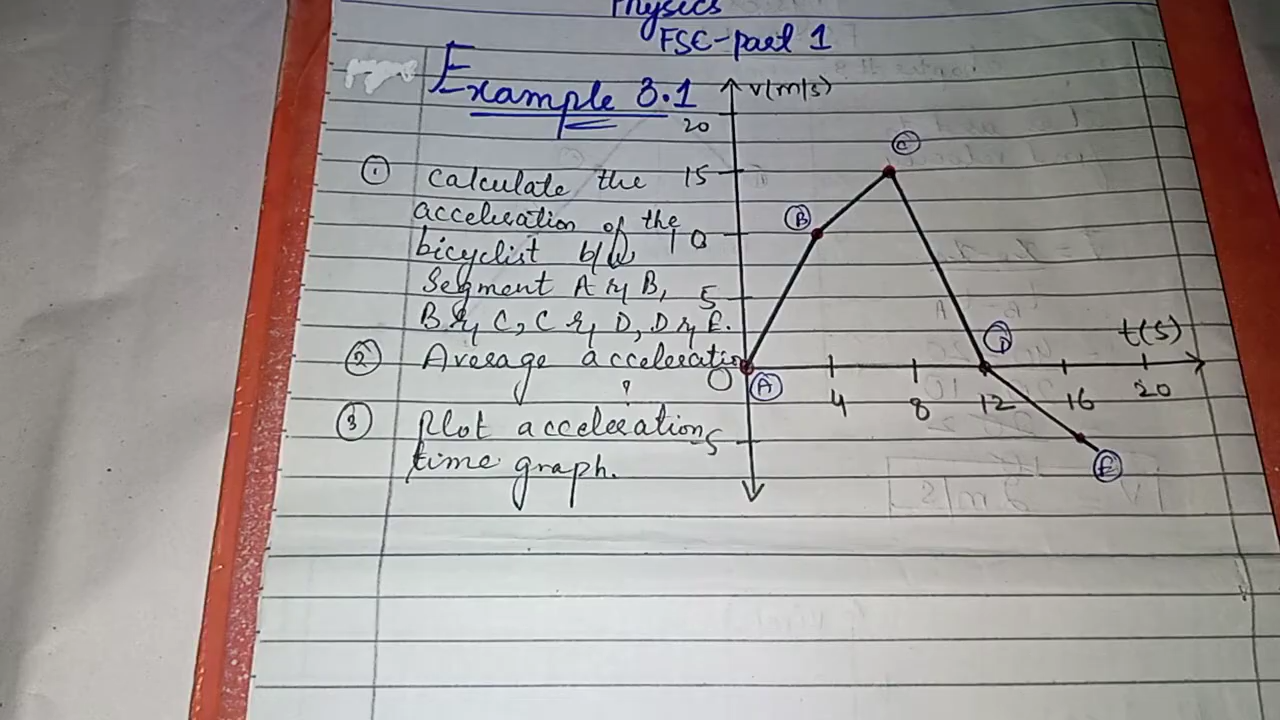 Physics
FSC-part 1
Example 3.1
① Calculate the
acceleration of the
bicyclist b/w
Segment A & B,
B & C, C & D, D & E.
② Average acceleration
?
③ Plot acceleration
time graph.
v(m/s)
20
15
10
5
O
5
A
B
C
D
E
t(s)
4 8 12 16 20